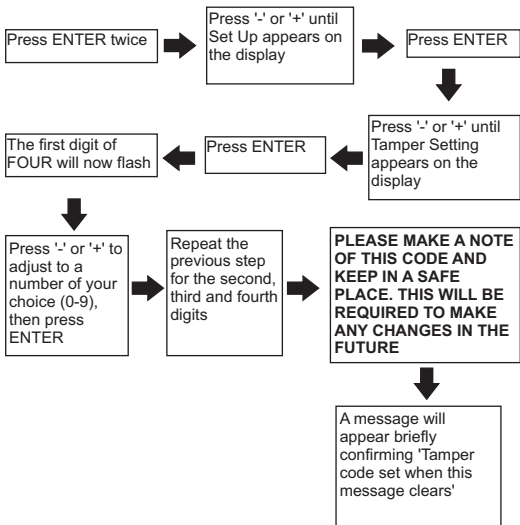 Press ENTER twice
Press '-' or '+' until
Set Up appears on
the display
Press ENTER
Press '-' or '+' until
Tamper Setting
appears on the
display
Press ENTER
The first digit of
FOUR will now flash
Press '-' or '+' to
adjust to a
number of your
choice (0-9),
then press
ENTER
Repeat the
previous step
for the second,
third and fourth
digits
PLEASE MAKE A NOTE
OF THIS CODE AND
KEEP IN A SAFE
PLACE. THIS WILL BE
REQUIRED TO MAKE
ANY CHANGES IN THE
FUTURE
A message will
appear briefly
confirming 'Tamper
code set when this
message clears'